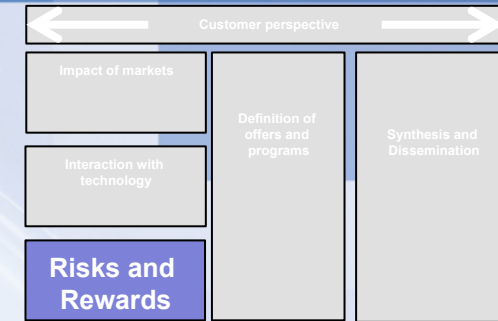 Customer perspective
Impact of markets
Interaction with
technology
Risks and
Rewards
Definition of
offers and
programs
Synthesis and
Dissemination